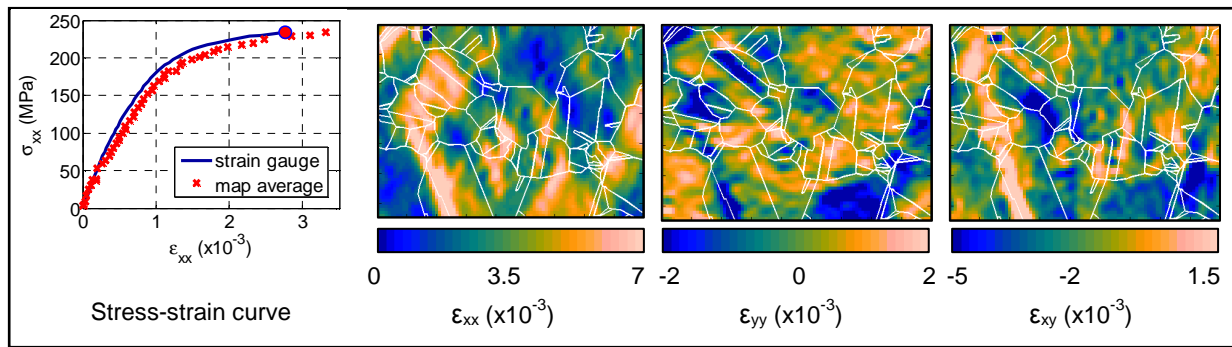 250
200
150
100
50
0
σxx (MPa)
strain gauge
map average
0 1 2 3
εxx (x10⁻³)
Stress-strain curve
0 3.5 7
εxx (x10⁻³)
-2 0 2
εyy (x10⁻³)
-5 -2 1.5
εxy (x10⁻³)